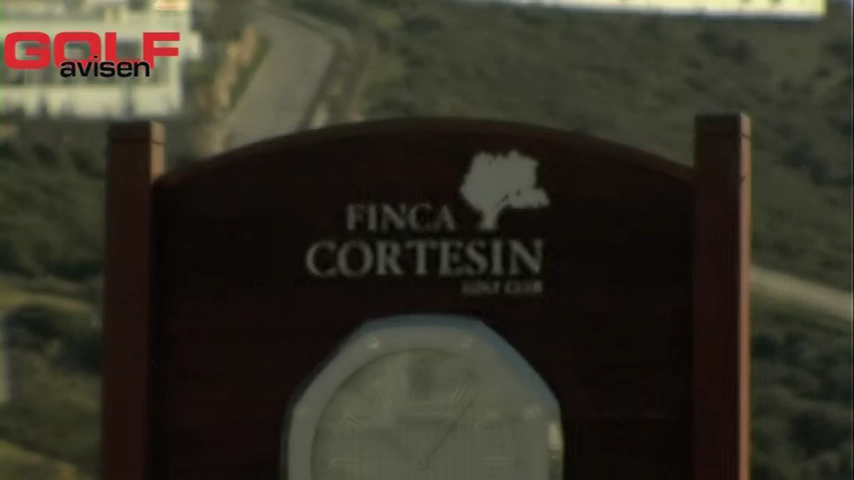 GOLF
avisen
FINCA
CORTESIN
GOLF CLUB